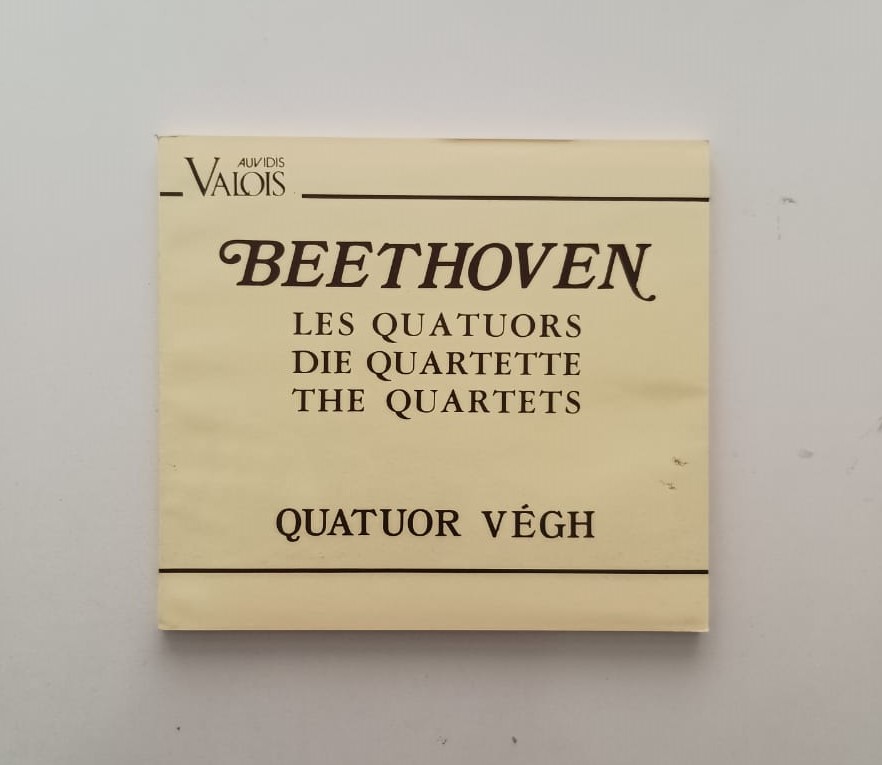 AUVIDIS
VALOIS
BEETHOVEN
LES QUATUORS
DIE QUARTETTE
THE QUARTETS
QUATUOR VÉGH